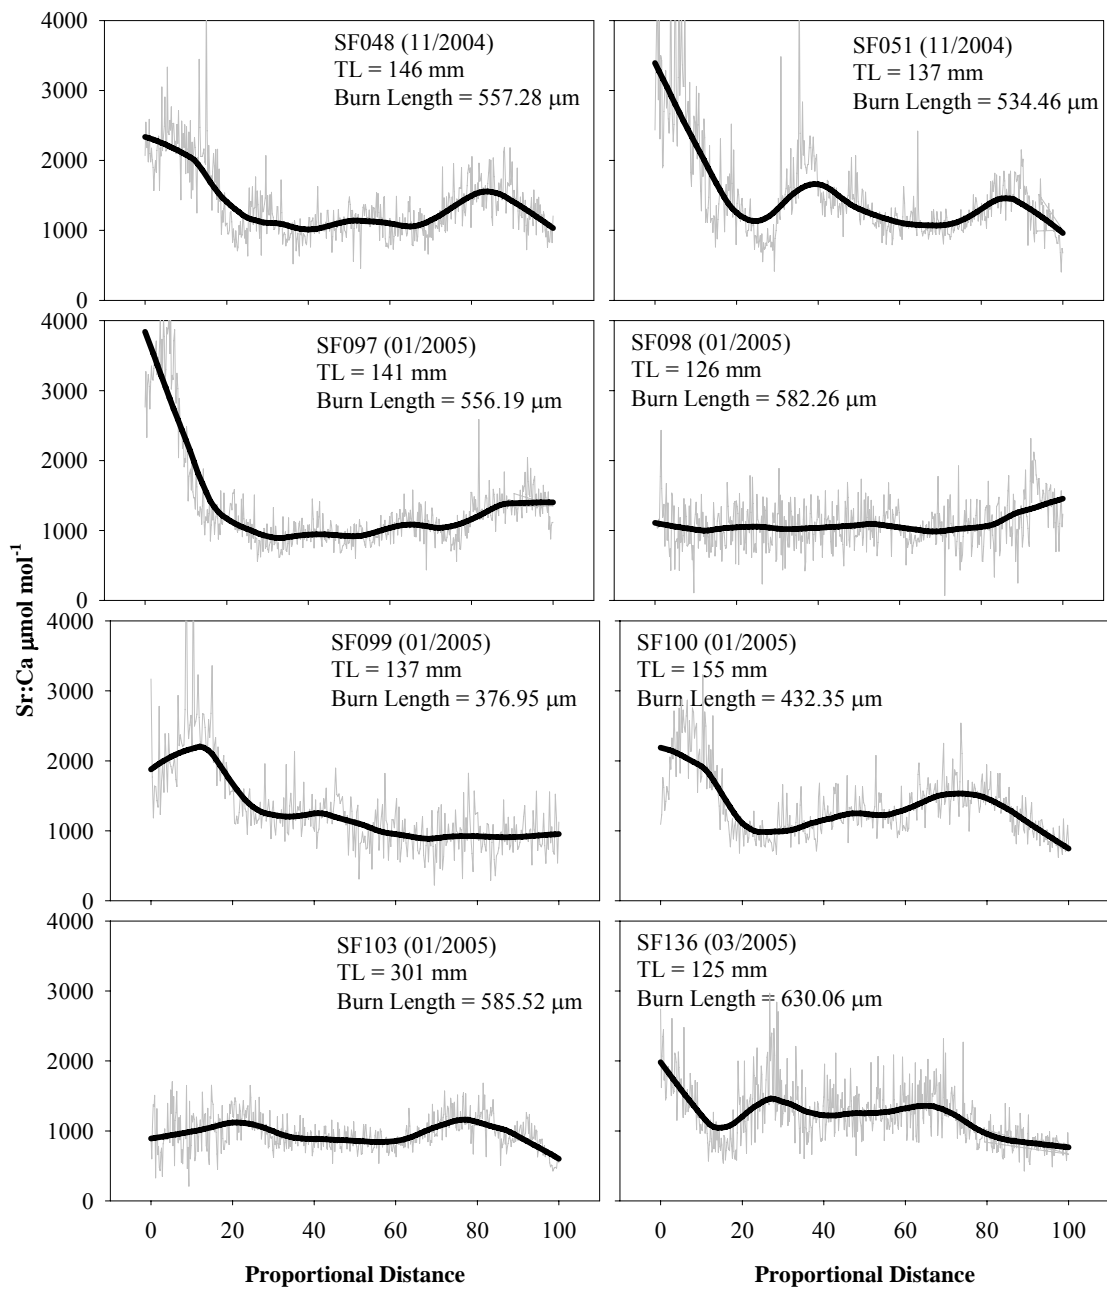 4000
3000
2000
1000
0
SF048 (11/2004)
TL = 146 mm
Burn Length = 557.28 μm
SF051 (11/2004)
TL = 137 mm
Burn Length = 534.46 μm
4000
3000
2000
1000
0
SF097 (01/2005)
TL = 141 mm
Burn Length = 556.19 μm
SF098 (01/2005)
TL = 126 mm
Burn Length = 582.26 μm
Sr:Ca μmol mol⁻¹
4000
3000
2000
1000
0
SF099 (01/2005)
TL = 137 mm
Burn Length = 376.95 μm
SF100 (01/2005)
TL = 155 mm
Burn Length = 432.35 μm
4000
3000
2000
1000
0
SF103 (01/2005)
TL = 301 mm
Burn Length = 585.52 μm
SF136 (03/2005)
TL = 125 mm
Burn Length = 630.06 μm
0 20 40 60 80 100
0 20 40 60 80 100
Proportional Distance
Proportional Distance